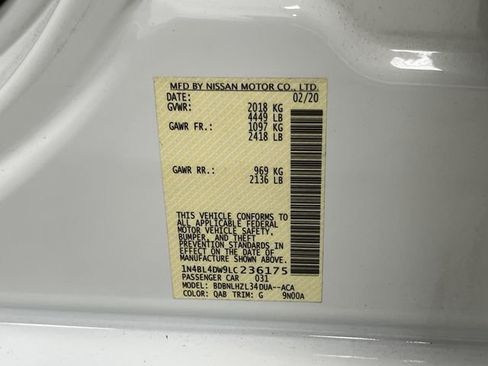 MFD BY NISSAN MOTOR CO., LTD.
DATE: 02/20
GVWR: 2018 KG
4449 LB
GAWR FR.: 1097 KG
2418 LB
GAWR RR.: 969 KG
2136 LB
THIS VEHICLE CONFORMS TO
ALL APPLICABLE FEDERAL
MOTOR VEHICLE SAFETY,
BUMPER, AND THEFT
PREVENTION STANDARDS IN
EFFECT ON THE DATE OF
MANUFACTURE SHOWN ABOVE.
1N4BL4DW9LC236175
PASSENGER CAR 031
MODEL: BDBNLHZL34DUA--ACA
COLOR: QAB TRIM: G 9N00A